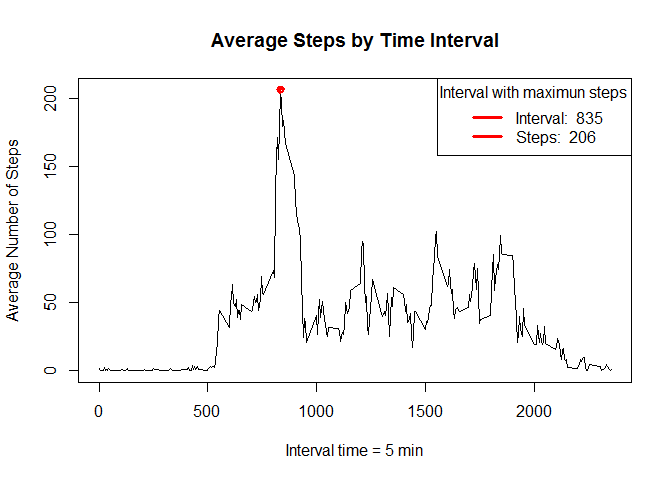 Average Steps by Time Interval
Average Number of Steps
200
150
100
50
0
Interval with maximun steps
Interval: 835
Steps: 206
0 500 1000 1500 2000
Interval time = 5 min